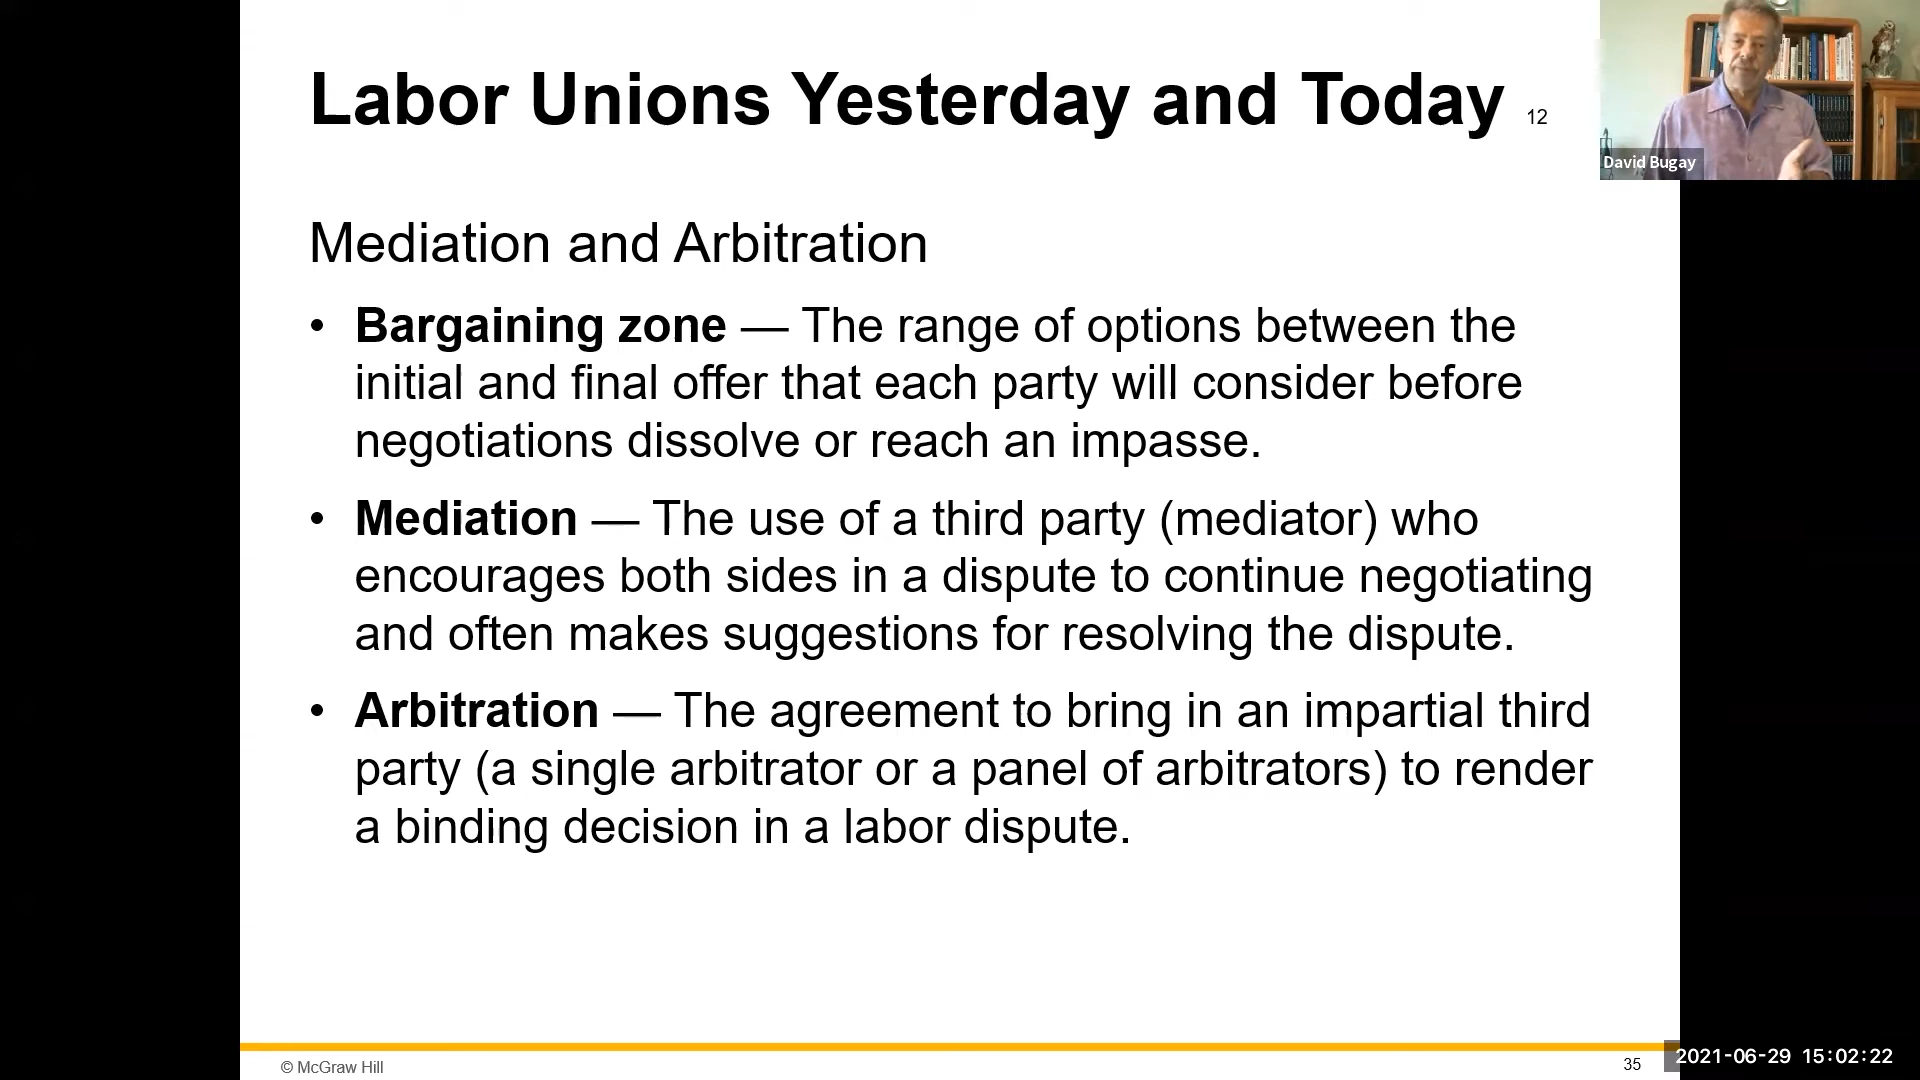 Labor Unions Yesterday and Today 12
David Bugay
Mediation and Arbitration
• Bargaining zone — The range of options between the
initial and final offer that each party will consider before
negotiations dissolve or reach an impasse.
• Mediation — The use of a third party (mediator) who
encourages both sides in a dispute to continue negotiating
and often makes suggestions for resolving the dispute.
• Arbitration — The agreement to bring in an impartial third
party (a single arbitrator or a panel of arbitrators) to render
a binding decision in a labor dispute.
© McGraw Hill
35
2021-06-29 15:02:22